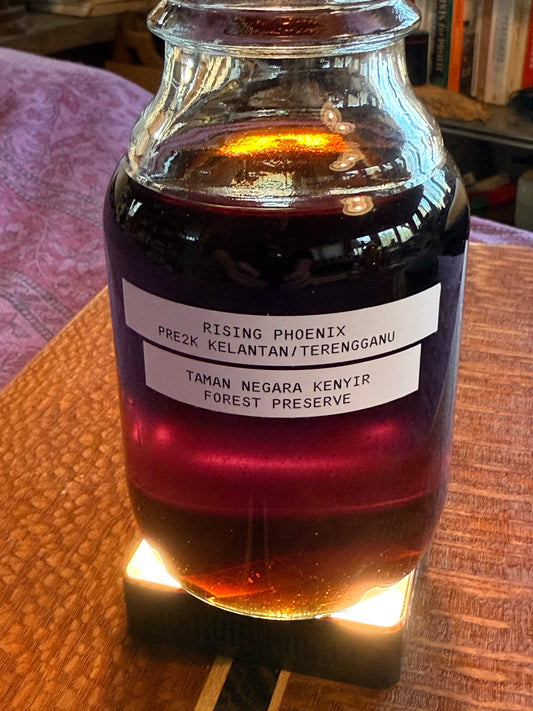 RISING PHOENIX
PRE2K KELANTAN/TERENGGANU
TAMAN NEGARA KENYIR
FOREST PRESERVE